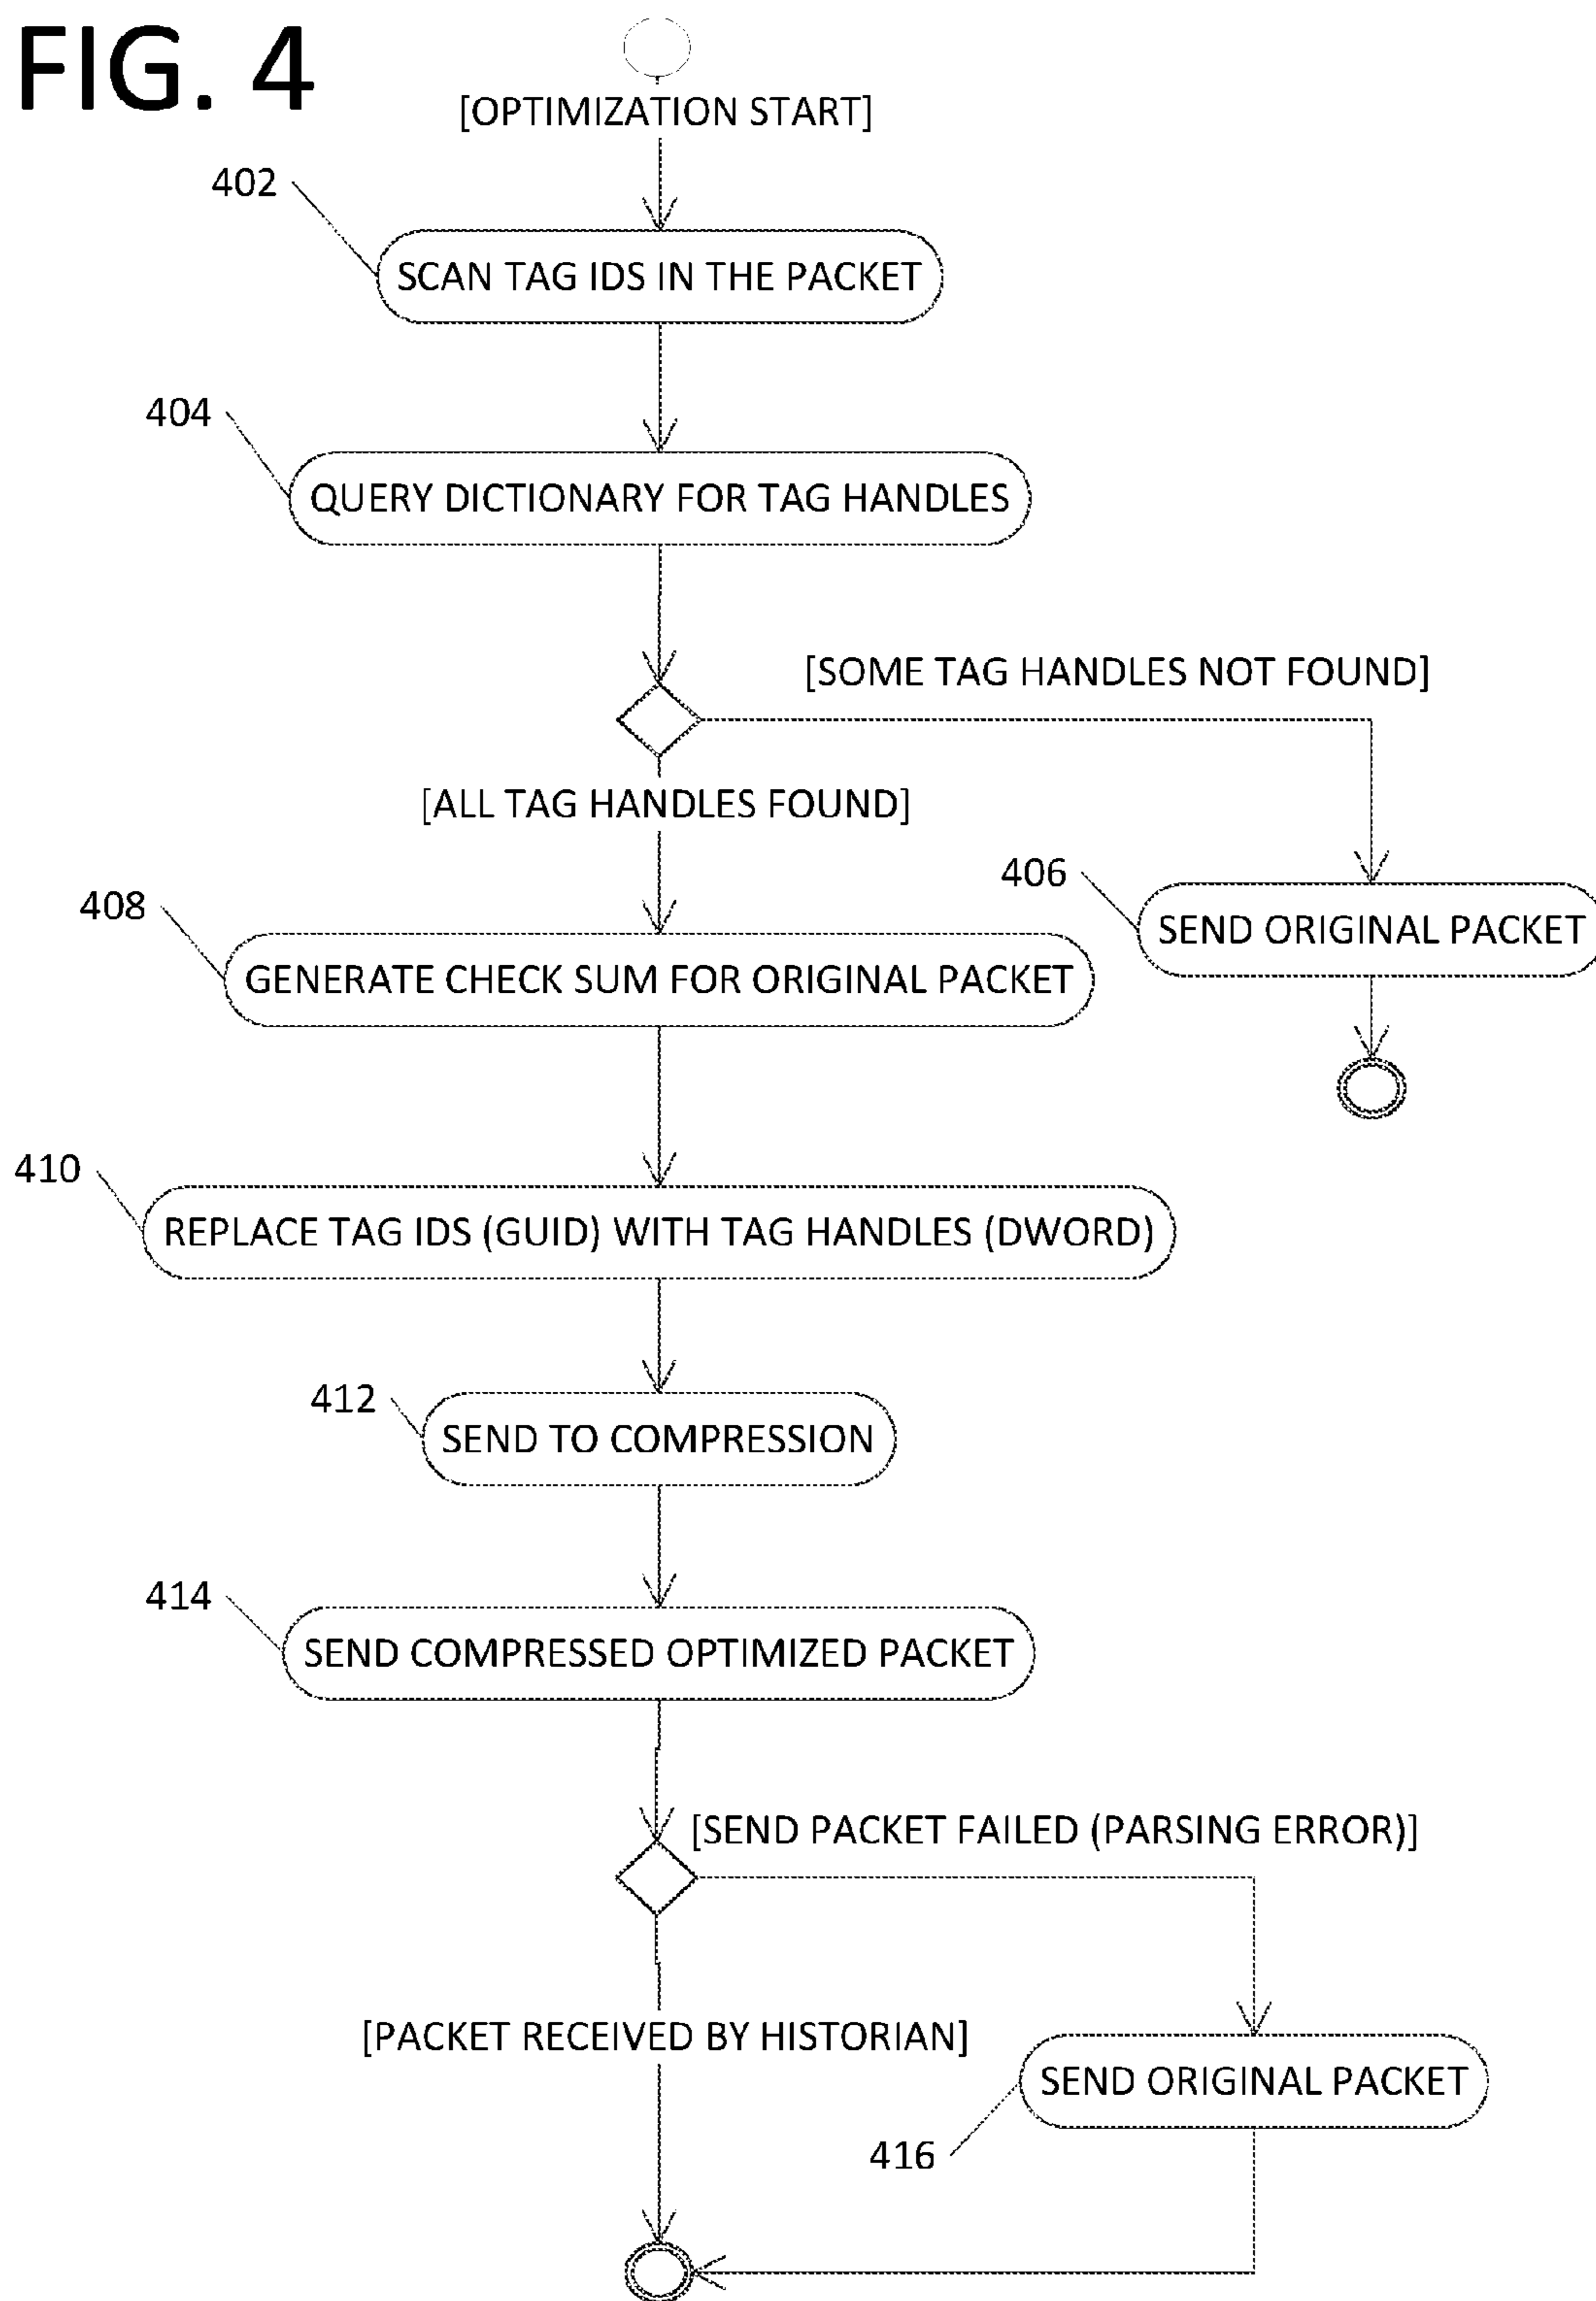 FIG. 4
[OPTIMIZATION START]
402
SCAN TAG IDS IN THE PACKET
404
QUERY DICTIONARY FOR TAG HANDLES
[SOME TAG HANDLES NOT FOUND]
[ALL TAG HANDLES FOUND]
406
SEND ORIGINAL PACKET
408
GENERATE CHECK SUM FOR ORIGINAL PACKET
410
REPLACE TAG IDS (GUID) WITH TAG HANDLES (DWORD)
412
SEND TO COMPRESSION
414
SEND COMPRESSED OPTIMIZED PACKET
[SEND PACKET FAILED (PARSING ERROR)]
[PACKET RECEIVED BY HISTORIAN]
SEND ORIGINAL PACKET
416